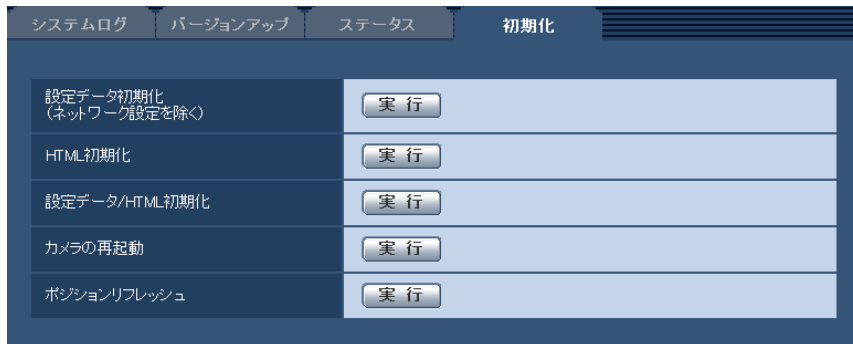 システムログ バージョンアップ ステータス 初期化
設定データ初期化
(ネットワーク設定を除く)
実行
HTML初期化
実行
設定データ/HTML初期化
実行
カメラの再起動
実行
ポジションリフレッシュ
実行